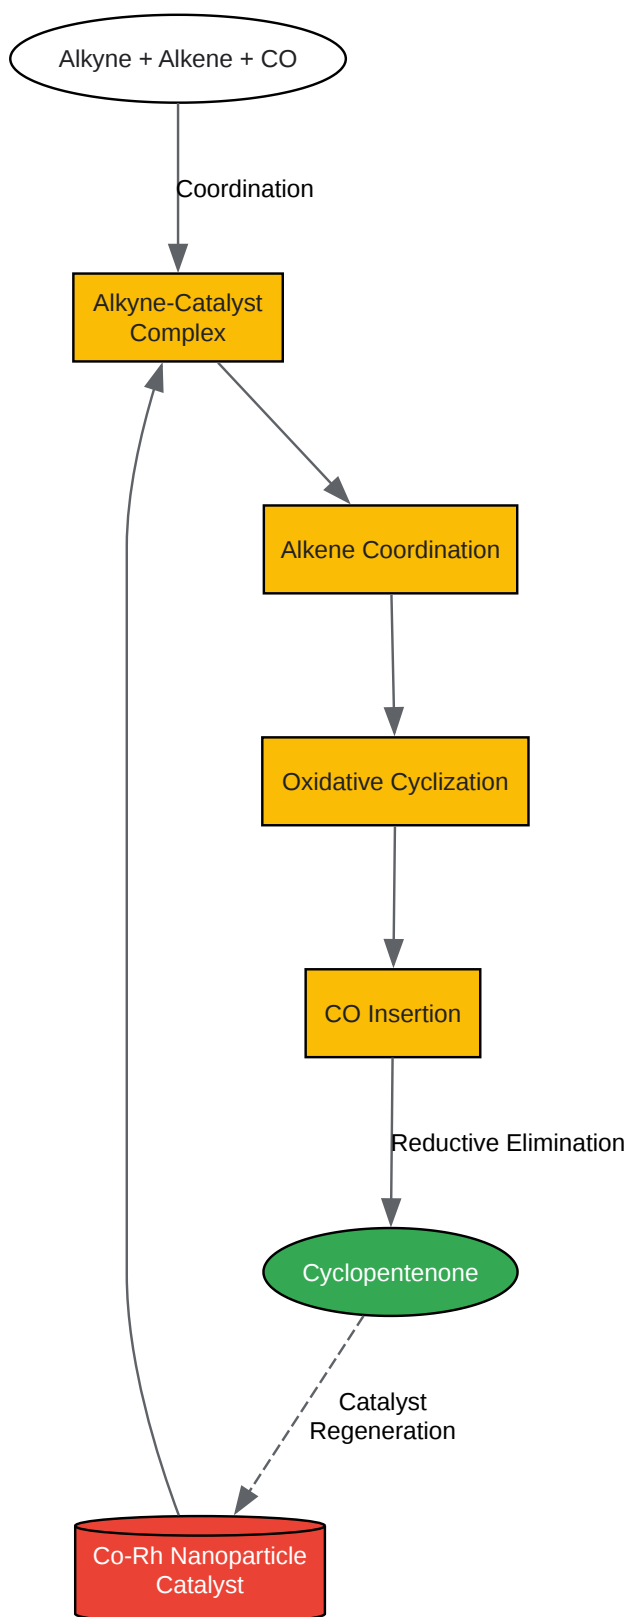 Alkyne + Alkene + CO
Coordination
Alkyne-Catalyst
Complex
Alkene Coordination
Oxidative Cyclization
CO Insertion
Reductive Elimination
Cyclopentenone
Catalyst
Regeneration
Co-Rh Nanoparticle
Catalyst